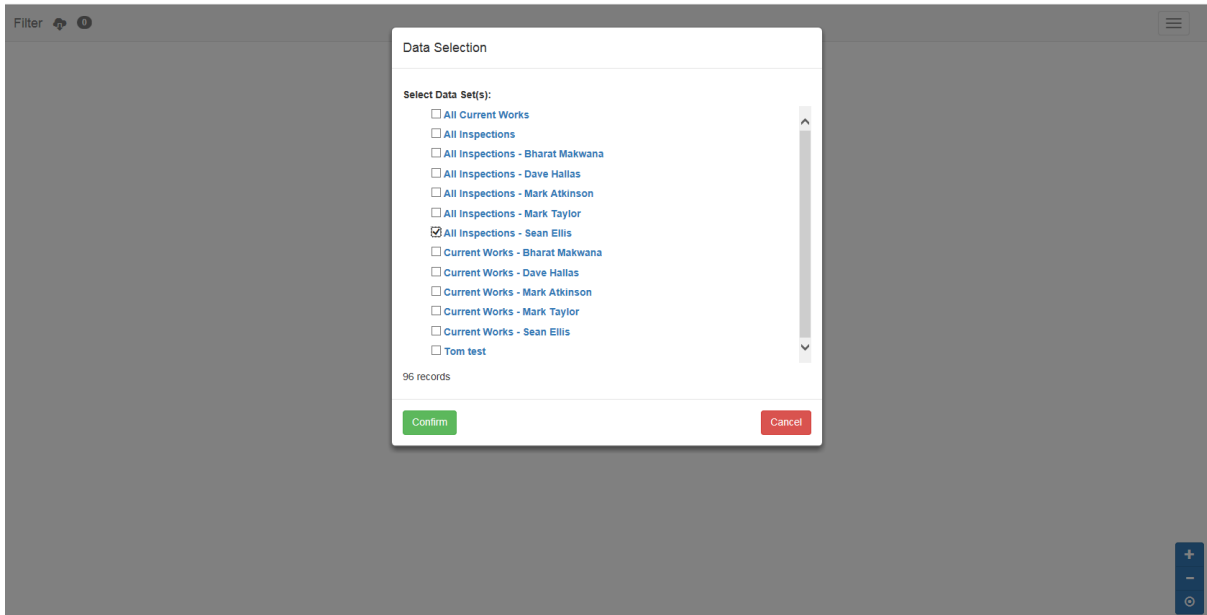 Filter 0
Data Selection
Select Data Set(s):
All Current Works
All Inspections
All Inspections - Bharat Makwana
All Inspections - Dave Hallas
All Inspections - Mark Atkinson
All Inspections - Mark Taylor
All Inspections - Sean Ellis
Current Works - Bharat Makwana
Current Works - Dave Hallas
Current Works - Mark Atkinson
Current Works - Mark Taylor
Current Works - Sean Ellis
Tom test
96 records
Confirm Cancel